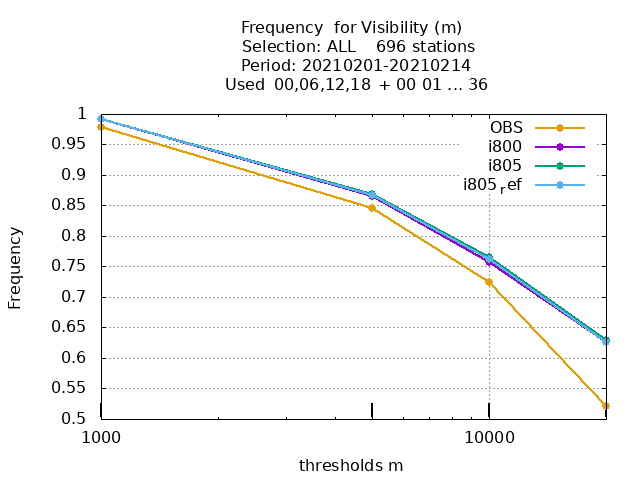 Frequency  for Visibility (m)
Selection: ALL    696 stations
Period: 20210201-20210214
Used  00,06,12,18  + 00 01 ... 36
OBS
i800
i805
i805ref
1
0.95
0.9
0.85
0.8
0.75
0.7
0.65
0.6
0.55
0.5
Frequency
1000
10000
thresholds m